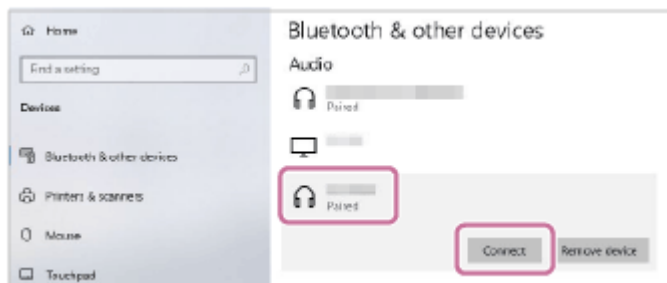 Home
Find a setting
Devices
Bluetooth & other devices
Printers & scanners
Mouse
Touchpad
Bluetooth & other devices
Audio
Paired
Paired
Connect
Remove device